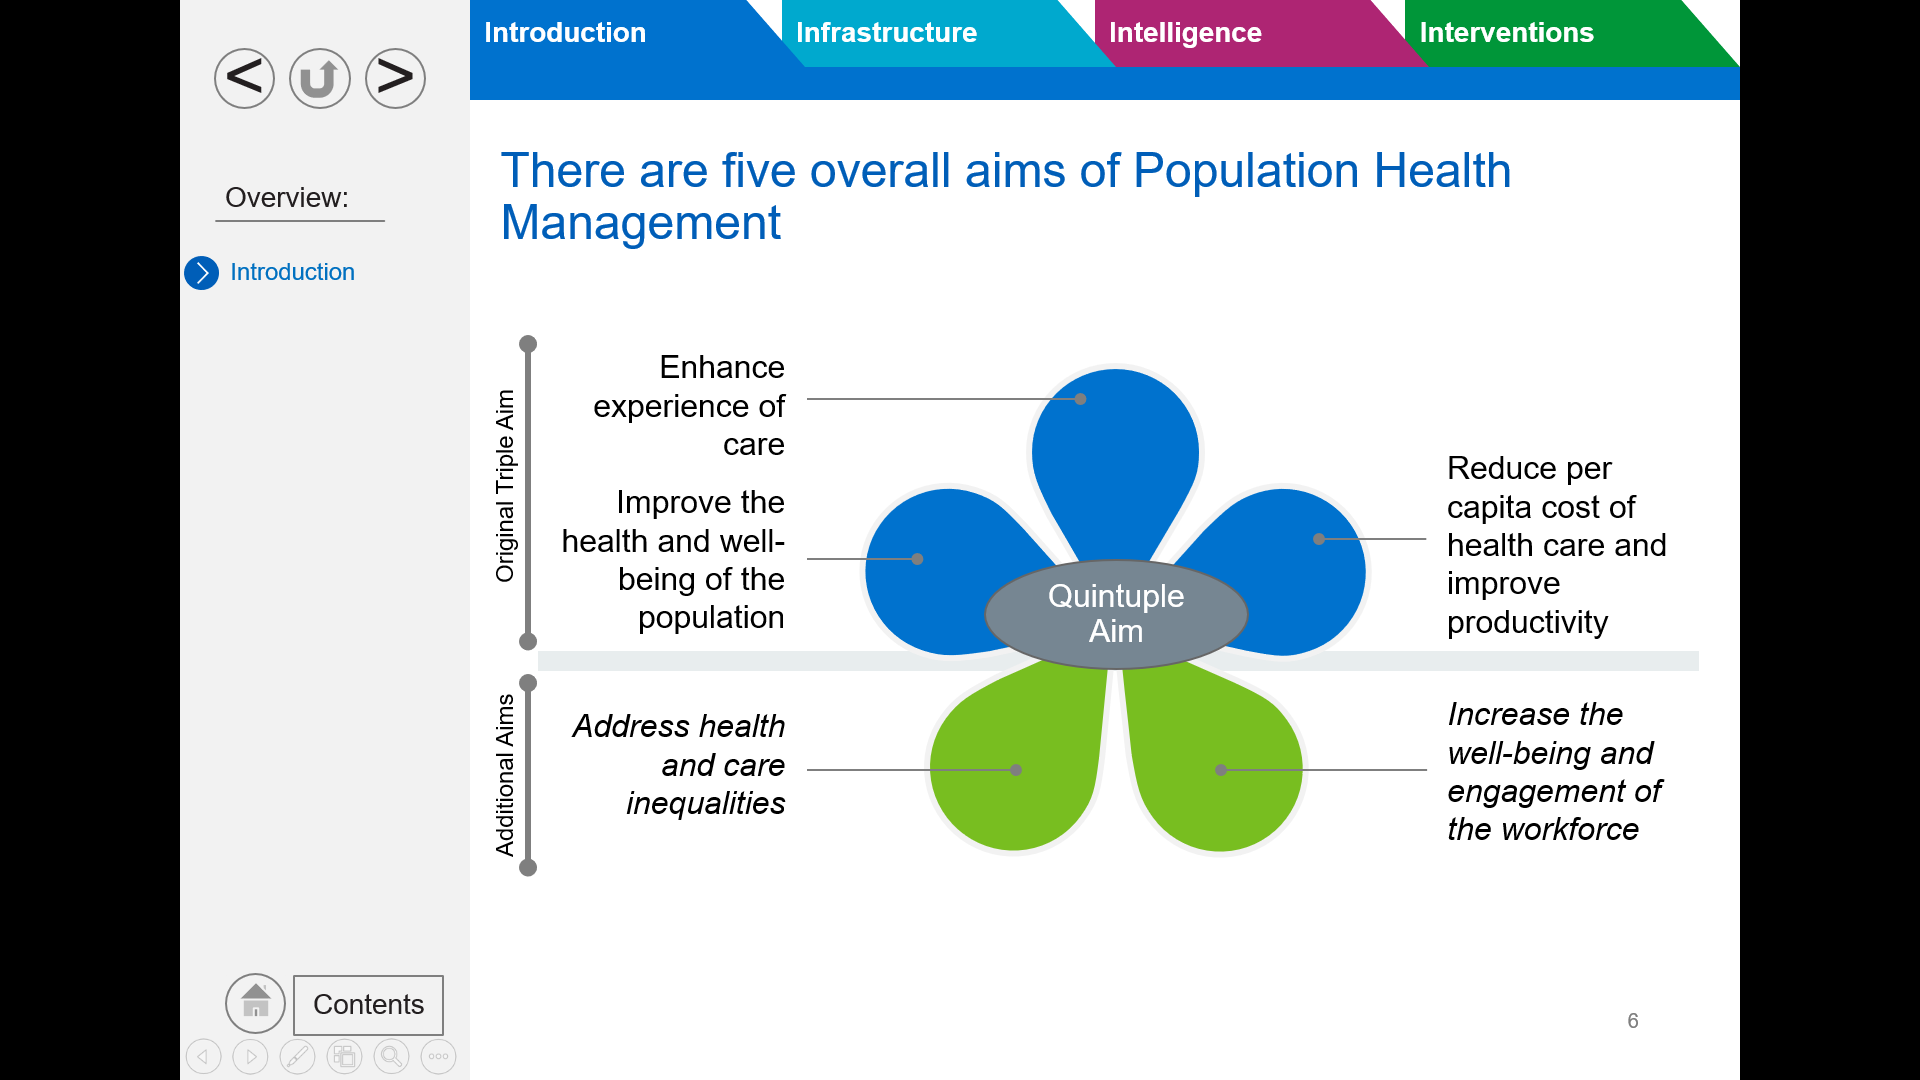 Introduction
Infrastructure
Intelligence
Interventions
<
>
Overview:
Introduction
There are five overall aims of Population Health
Management
Original Triple Aim
Enhance
experience of
care
Improve the
health and well-
being of the
population
Reduce per
capita cost of
health care and
improve
productivity
Quintuple
Aim
Additional Aims
Address health
and care
inequalities
Increase the
well-being and
engagement of
the workforce
Contents
6